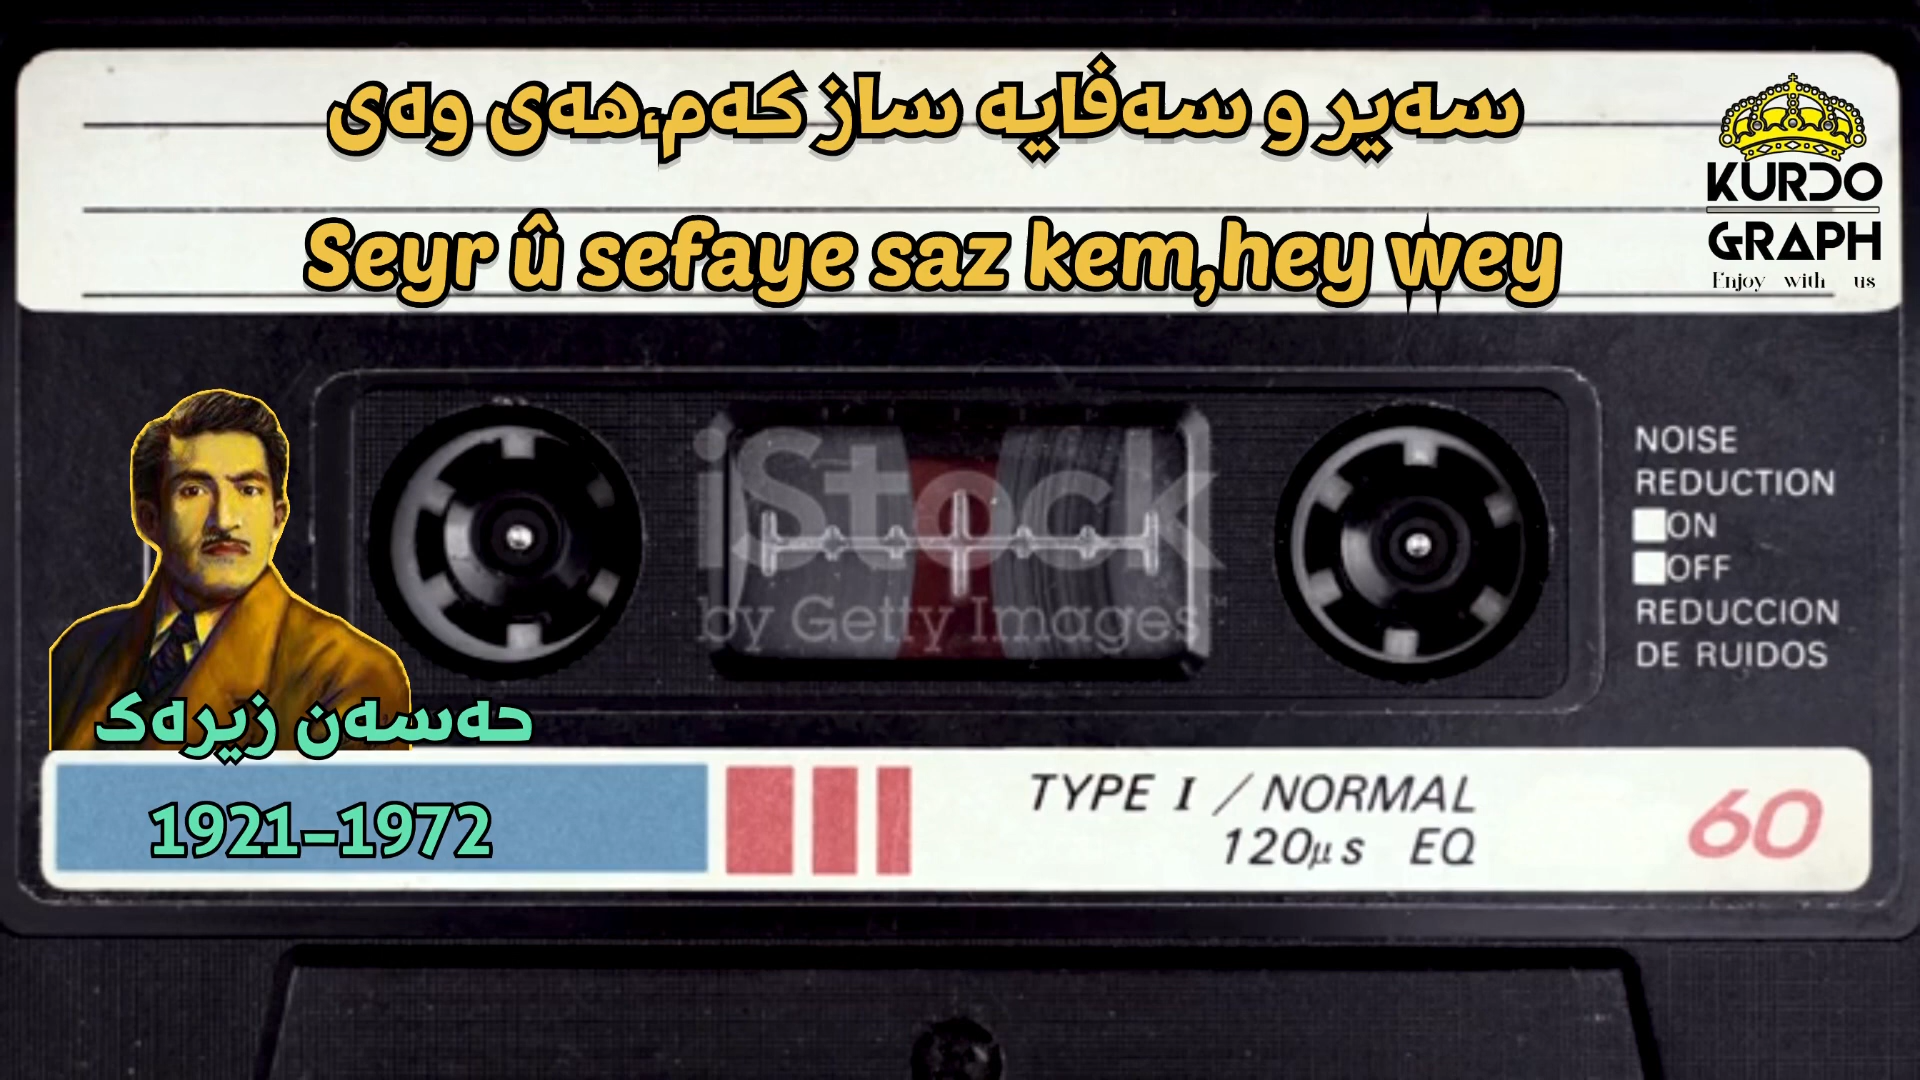 سەیر و سەفایە ساز کەم،هەی وەی
Seyr û sefaye saz kem,hey wey
KURDO
GRAPH
Enjoy with us
iStock
by Getty Images™
NOISE
REDUCTION
ON
OFF
REDUCCION
DE RUIDOS
حەسەن زیرەک
1921-1972
TYPE I / NORMAL
120µs EQ
60